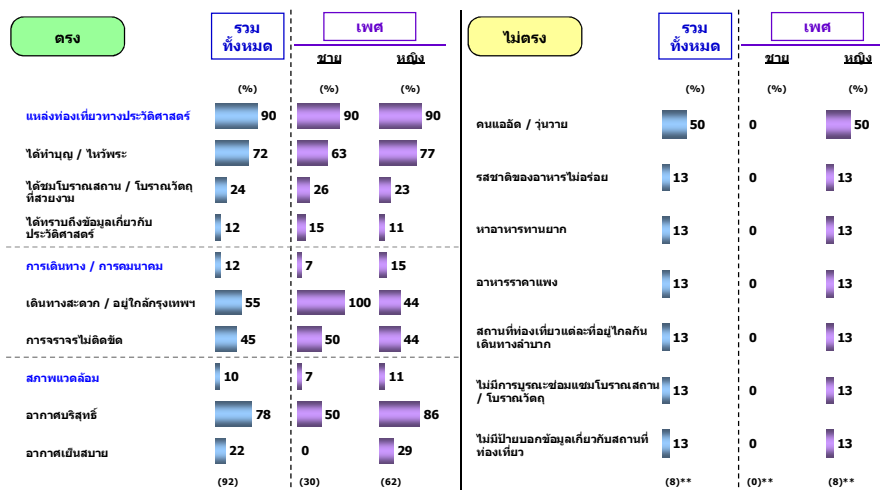 ตรง
รวม
ทั้งหมด
เพศ
ชาย
หญิง
(%)
(%)
(%)
แหล่งท่องเที่ยวทางประวัติศาสตร์
90
90
90
ได้ทำบุญ / ไหว้พระ
72
63
77
ได้ชมโบราณสถาน / โบราณวัตถุ
ที่สวยงาม
24
26
23
ได้ทราบถึงข้อมูลเกี่ยวกับ
ประวัติศาสตร์
12
15
11
การเดินทาง / การคมนาคม
12
7
15
เดินทางสะดวก / อยู่ใกล้กรุงเทพฯ
55
100
44
การจราจรไม่ติดขัด
45
50
44
สภาพแวดล้อม
10
7
11
อากาศบริสุทธิ์
78
50
86
อากาศเย็นสบาย
22
0
29
(92)
(30)
(62)
ไม่ตรง
รวม
ทั้งหมด
เพศ
ชาย
หญิง
(%)
(%)
(%)
คนแออัด / วุ่นวาย
50
0
50
รสชาติของอาหารไม่อร่อย
13
0
13
หาอาหารทานยาก
13
0
13
อาหารราคาแพง
13
0
13
สถานที่ท่องเที่ยวแต่ละที่อยู่ไกลกัน
เดินทางลำบาก
13
0
13
ไม่มีการบูรณะซ่อมแซมโบราณสถาน
/ โบราณวัตถุ
13
0
13
ไม่มีป้ายบอกข้อมูลเกี่ยวกับสถานที่
ท่องเที่ยว
13
0
13
(8)**
(0)**
(8)**